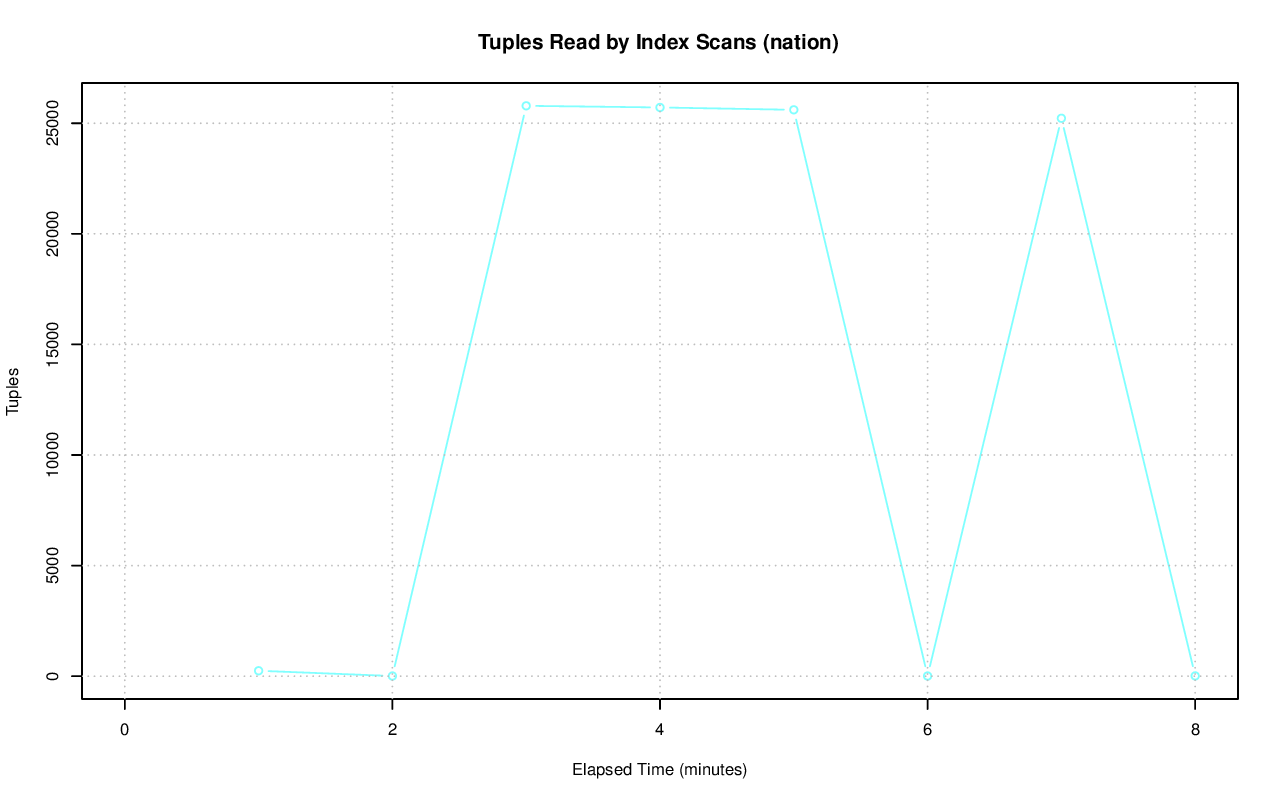 Tuples Read by Index Scans (nation)
Tuples
25000
20000
15000
10000
5000
0
0 2 4 6 8
Elapsed Time (minutes)